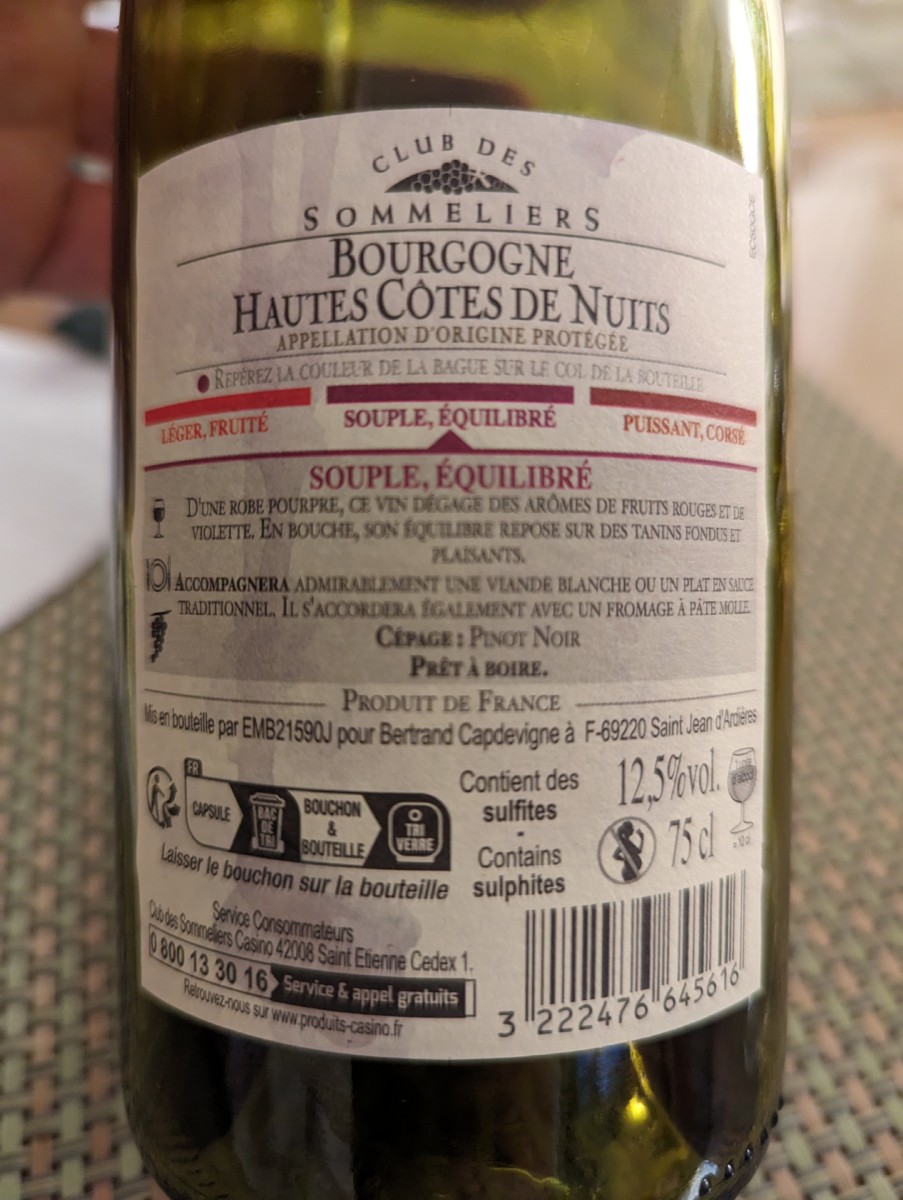 CLUB DES
SOMMELIERS
BOURGOGNE
HAUTES CÔTES DE NUITS
APPELLATION D'ORIGINE PROTÉGÉE
REPÉREZ LA COULEUR DE LA BAGUE SUR LE COL DE LA BOUTEILLE
LÉGER, FRUITÉ
SOUPLE, ÉQUILIBRÉ
PUISSANT, CORSÉ
SOUPLE, ÉQUILIBRÉ
D'UNE ROBE POURPRE, CE VIN DÉGAGE DES ARÔMES DE FRUITS ROUGES ET DE
VIOLETTE. EN BOUCHE, SON ÉQUILIBRE REPOSE SUR DES TANINS FONDUS ET
PLAISANTS.
ACCOMPAGNERA ADMIRABLEMENT UNE VIANDE BLANCHE OU UN PLAT EN SAUCE
TRADITIONNEL. IL S'ACCORDERA ÉGALEMENT AVEC UN FROMAGE À PÂTE MOLLE.
CÉPAGE : PINOT NOIR
PRÊT À BOIRE.
PRODUIT DE FRANCE
Mis en bouteille par EMB21590J pour Bertrand Capdevigne à F-69220 Saint Jean d'Ardières
FR
CAPSULE
BAC
DE
TRI
BOUCHON
&
BOUTEILLE
TRI
VERRE
Laisser le bouchon sur la bouteille
Contient des
sulfites
-
Contains
sulphites
12,5%vol.
75 cl
= 10 cl
Service Consommateurs
Club des Sommeliers Casino 42008 Saint Etienne Cedex 1.
0 800 13 30 16
Service & appel gratuits
Retrouvez-nous sur www.produits-casino.fr
3 222476 645616